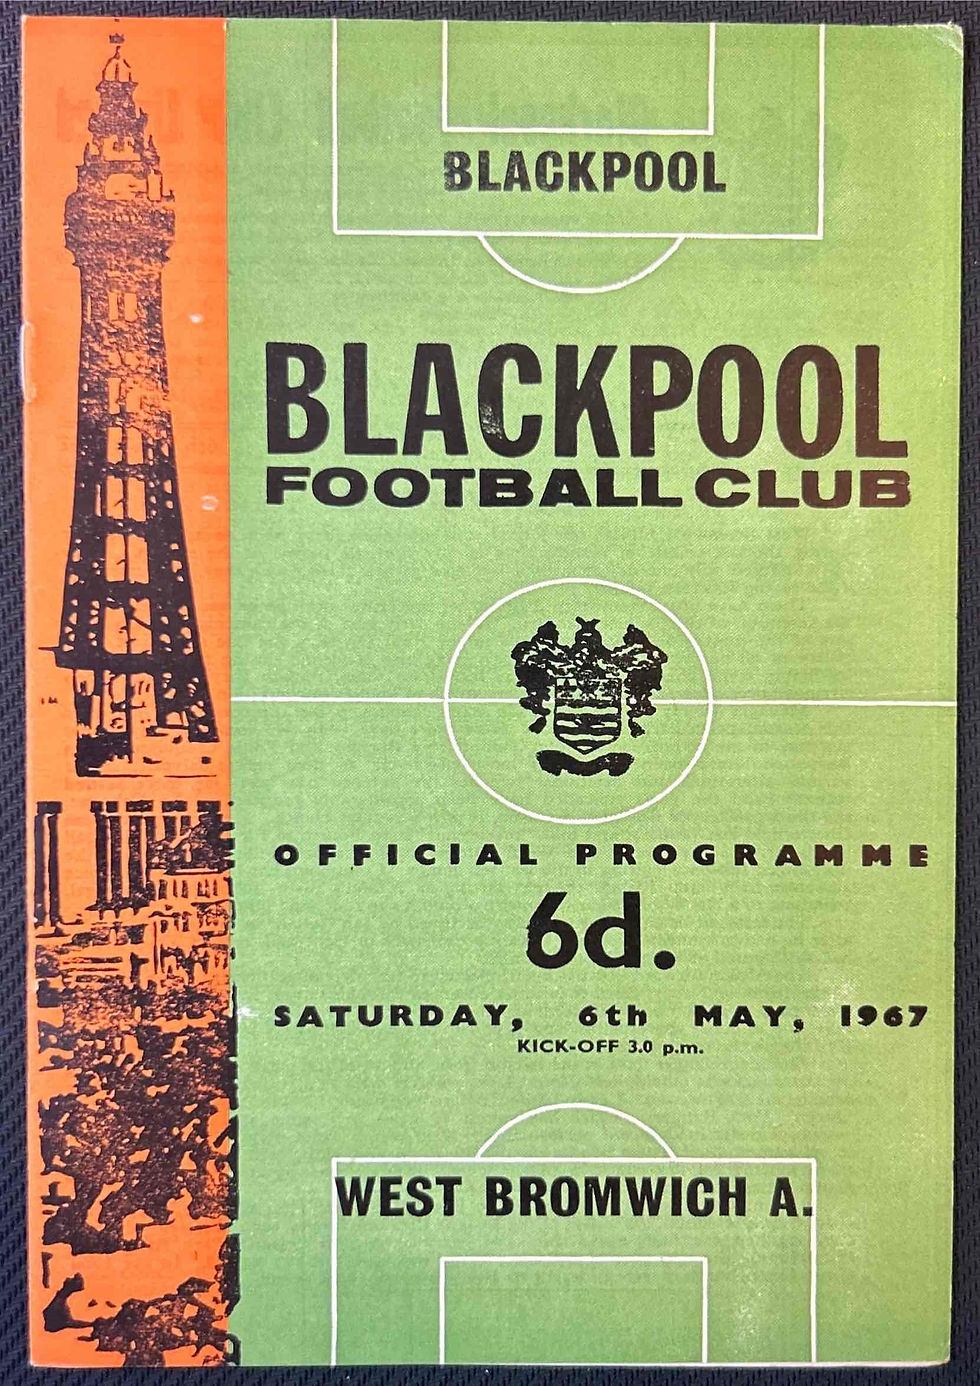 BLACKPOOL
BLACKPOOL
FOOTBALL CLUB
OFFICIAL PROGRAMME
6d.
SATURDAY, 6th MAY, 1967
KICK-OFF 3.0 p.m.
WEST BROMWICH A.